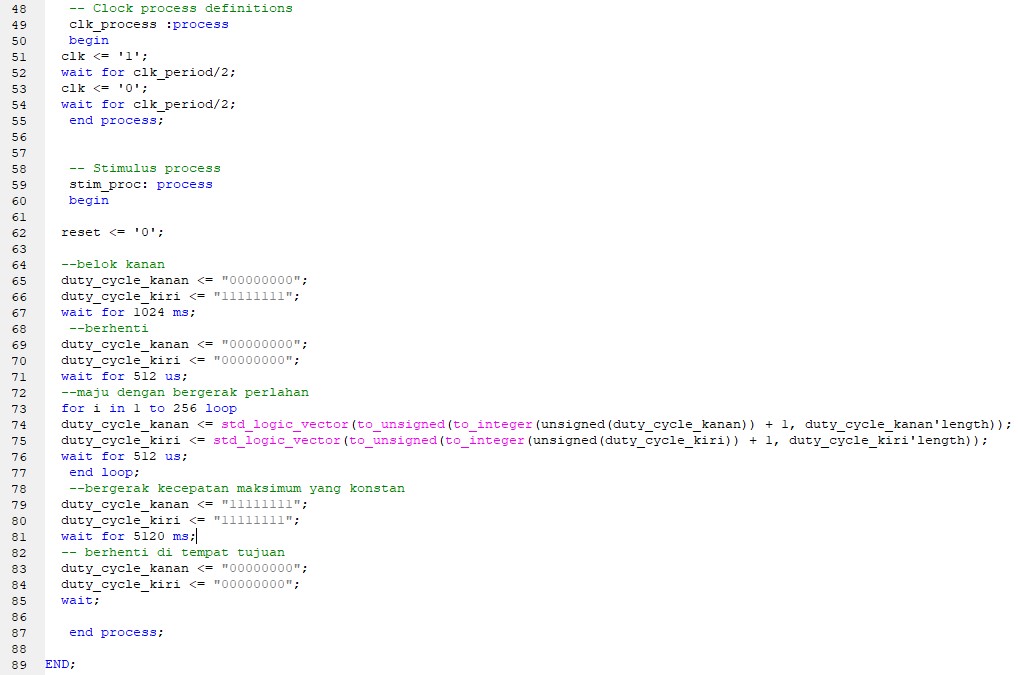 48 -- Clock process definitions
49 clk_process :process
50 begin
51 clk <= '1';
52 wait for clk_period/2;
53 clk <= '0';
54 wait for clk_period/2;
55 end process;
56
57
58 -- Stimulus process
59 stim_proc: process
60 begin
61
62 reset <= '0';
63
64 --belok kanan
65 duty_cycle_kanan <= "00000000";
66 duty_cycle_kiri <= "11111111";
67 wait for 1024 ms;
68 --berhenti
69 duty_cycle_kanan <= "00000000";
70 duty_cycle_kiri <= "00000000";
71 wait for 512 us;
72 --maju dengan bergerak perlahan
73 for i in 1 to 256 loop
74 duty_cycle_kanan <= std_logic_vector(to_unsigned(to_integer(unsigned(duty_cycle_kanan)) + 1, duty_cycle_kanan'length));
75 duty_cycle_kiri <= std_logic_vector(to_unsigned(to_integer(unsigned(duty_cycle_kiri)) + 1, duty_cycle_kiri'length));
76 wait for 512 us;
77 end loop;
78 --bergerak kecepatan maksimum yang konstan
79 duty_cycle_kanan <= "11111111";
80 duty_cycle_kiri <= "11111111";
81 wait for 5120 ms;
82 -- berhenti di tempat tujuan
83 duty_cycle_kanan <= "00000000";
84 duty_cycle_kiri <= "00000000";
85 wait;
86
87 end process;
88
89 END;